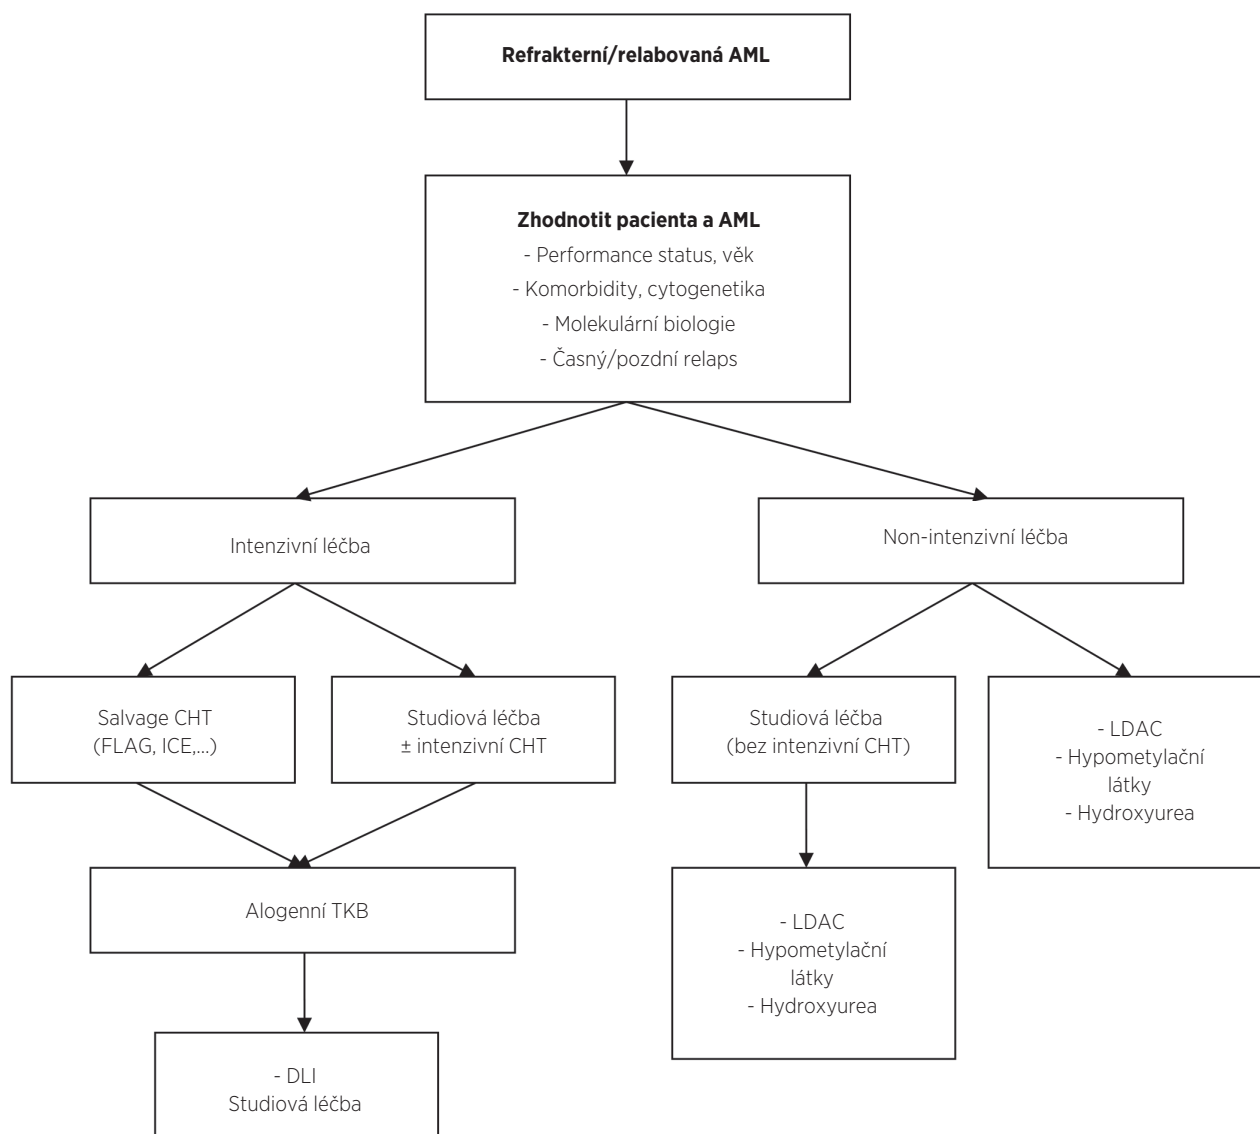 Refrakterní/relabovaná AML
Zhodnotit pacienta a AML
- Performance status, věk
- Komorbidity, cytogenetika
- Molekulární biologie
- Časný/pozdní relaps
Intenzivní léčba
Non-intenzivní léčba
Salvage CHT
(FLAG, ICE,...)
Studiová léčba
± intenzivní CHT
Studiová léčba
(bez intenzivní CHT)
- LDAC
- Hypometylační
látky
- Hydroxyurea
Alogenní TKB
- LDAC
- Hypometylační
látky
- Hydroxyurea
- DLI
Studiová léčba